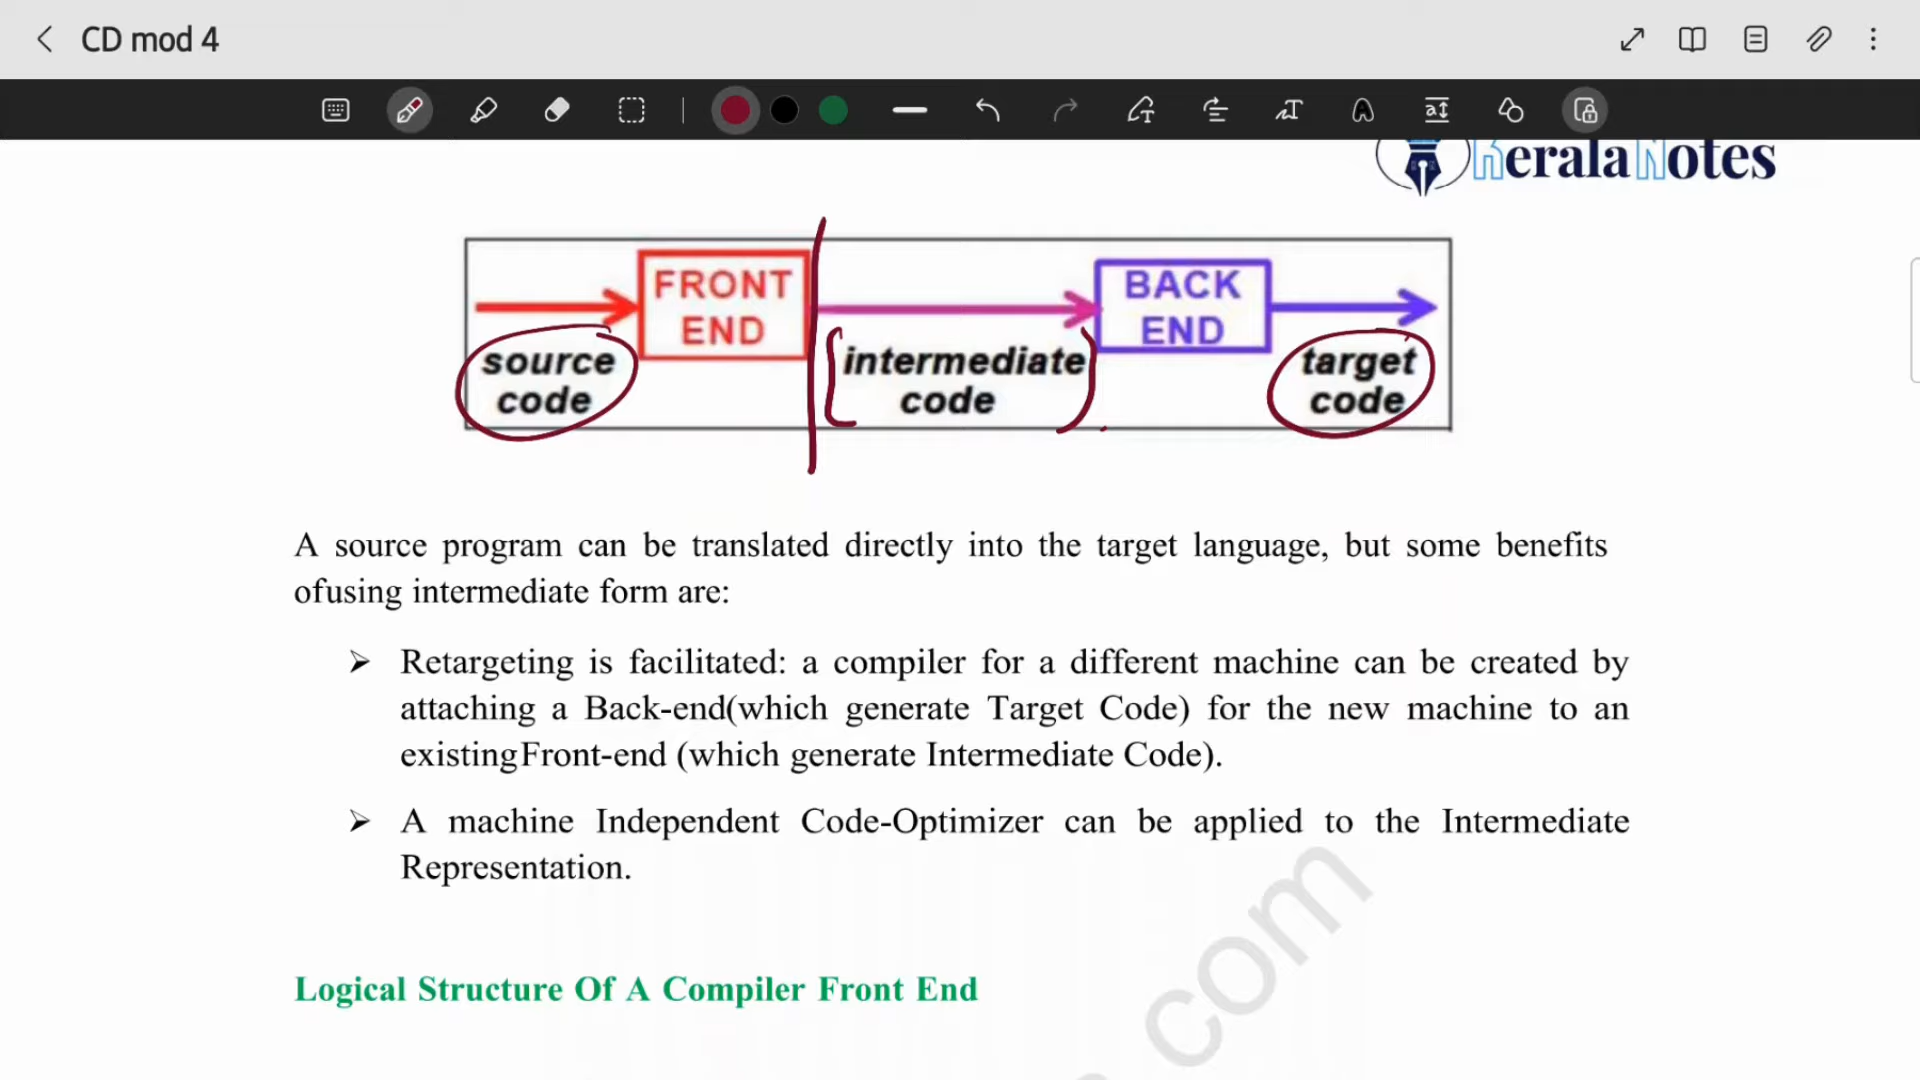 CD mod 4
Kerala Notes
FRONT
END
BACK
END
source
code
intermediate
code
target
code
A source program can be translated directly into the target language, but some benefits
ofusing intermediate form are:
➢ Retargeting is facilitated: a compiler for a different machine can be created by
attaching a Back-end(which generate Target Code) for the new machine to an
existingFront-end (which generate Intermediate Code).
➢ A machine Independent Code-Optimizer can be applied to the Intermediate
Representation.
com
Logical Structure Of A Compiler Front End